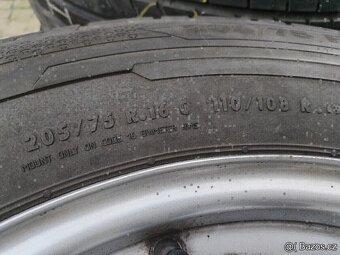 205/75 R.16 C 110/108 R
MOUNT ONLY ON CODE 16 DIAMETER RIMS
Bazos.cz